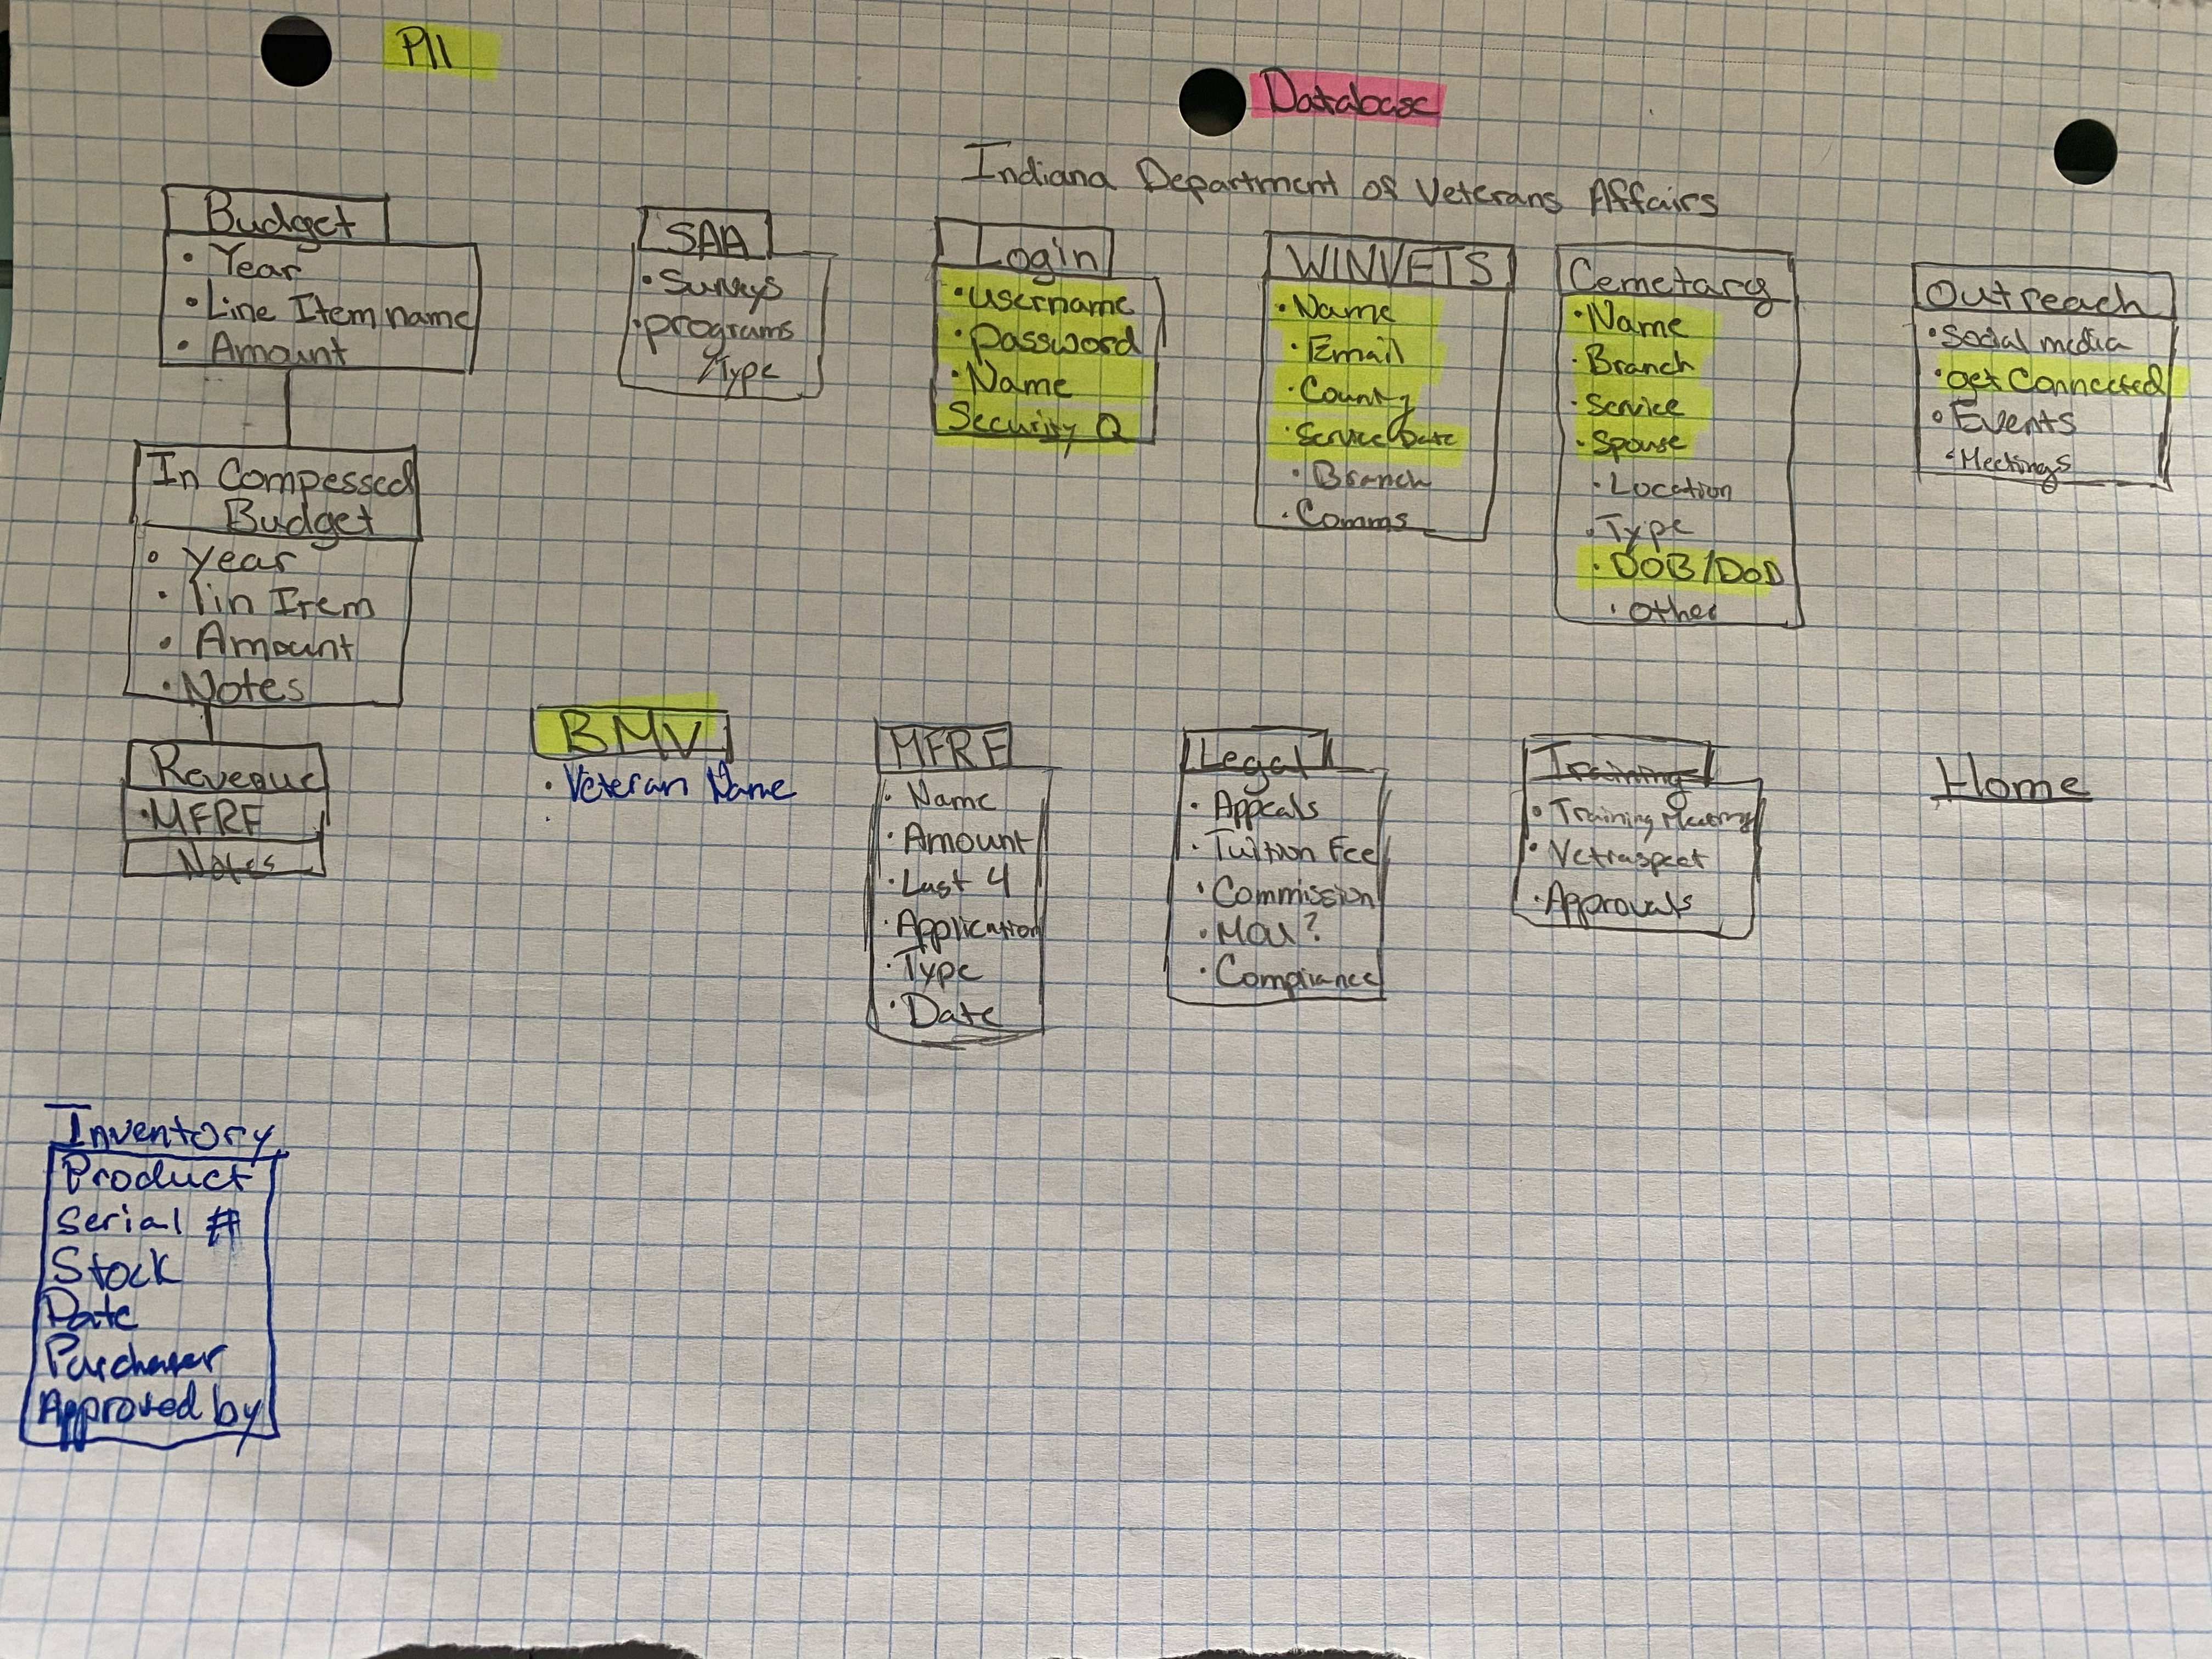 PII
Database
Indiana Department of Veterans Affairs
Budget
• Year
• Line Item name
• Amount
In Compessed
Budget
• Year
• Lin Item
• Amount
• Notes
Revenue
• MFRF
Notes
SAA
• Surveys
• programs
Type
Login
• username
• Password
• Name
Security Q
WINVETS
• Name
• Email
• County
• Service Date
• Branch
• Comms
Cemetary
• Name
• Branch
• Service
• Spouse
• Location
• Type
• DOB/DOD
• Other
Outreach
• Social media
• Get Connected
• Events
• Meetings
BMV
• Veteran Name
MFRF
• Name
• Amount
• Last 4
• Application
• Type
• Date
Legal
• Appeals
• Tuition Fee
• Commission
• MOU?
• Compliance
Training
• Training
• Vetraspect
• Approvals
Home
Inventory
Product
Serial #
Stock
Date
Purchaser
Approved by